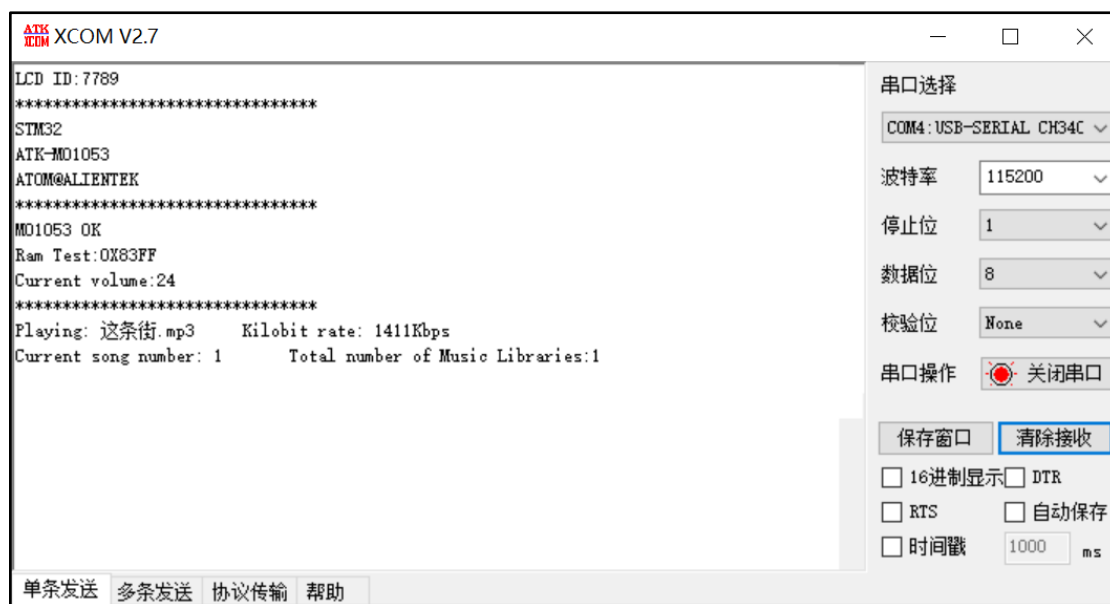 ATK XCOM XCOM V2.7
LCD ID:7789
********************************
STM32
ATK-MO1053
ATOM@ALIENTEK
********************************
MO1053 OK
Ram Test:0X83FF
Current volume:24
********************************
Playing: 这条街.mp3 Kilobit rate: 1411Kbps
Current song number: 1 Total number of Music Libraries:1
串口选择
COM4:USB-SERIAL CH34C
波特率 115200
停止位 1
数据位 8
校验位 None
串口操作 关闭串口
保存窗口 清除接收
16进制显示 DTR
RTS 自动保存
时间戳 1000 ms
单条发送 多条发送 协议传输 帮助